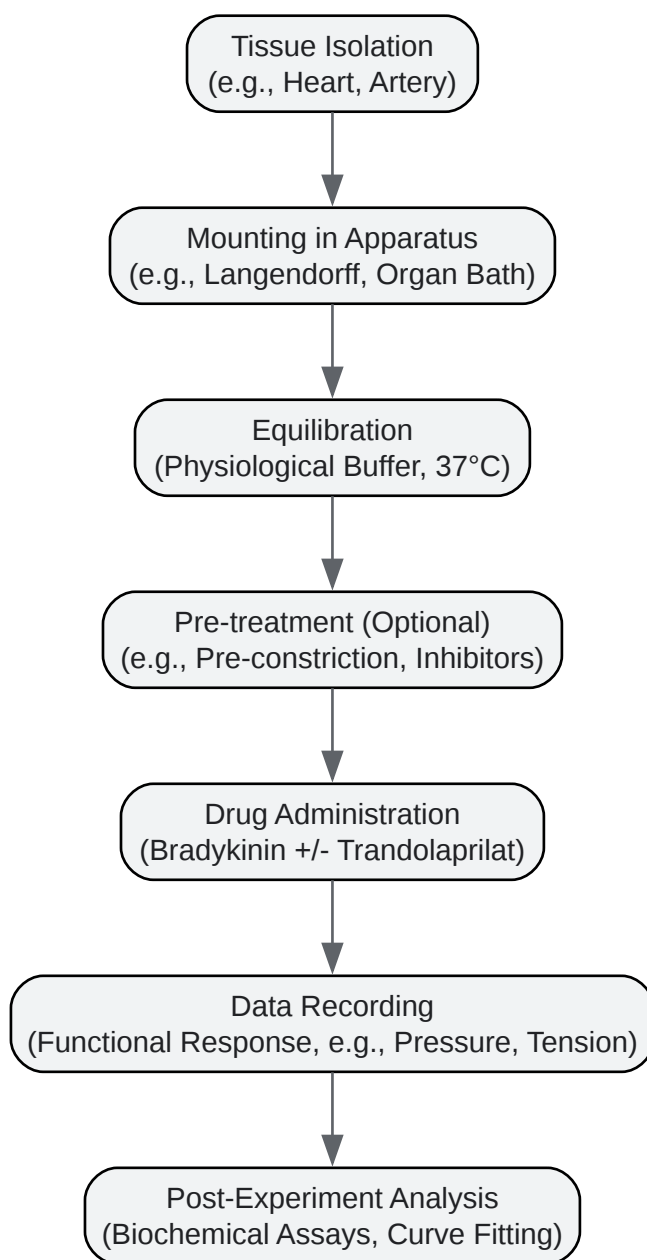 Tissue Isolation
(e.g., Heart, Artery)
Mounting in Apparatus
(e.g., Langendorff, Organ Bath)
Equilibration
(Physiological Buffer, 37°C)
Pre-treatment (Optional)
(e.g., Pre-constriction, Inhibitors)
Drug Administration
(Bradykinin +/- Trandolaprilat)
Data Recording
(Functional Response, e.g., Pressure, Tension)
Post-Experiment Analysis
(Biochemical Assays, Curve Fitting)